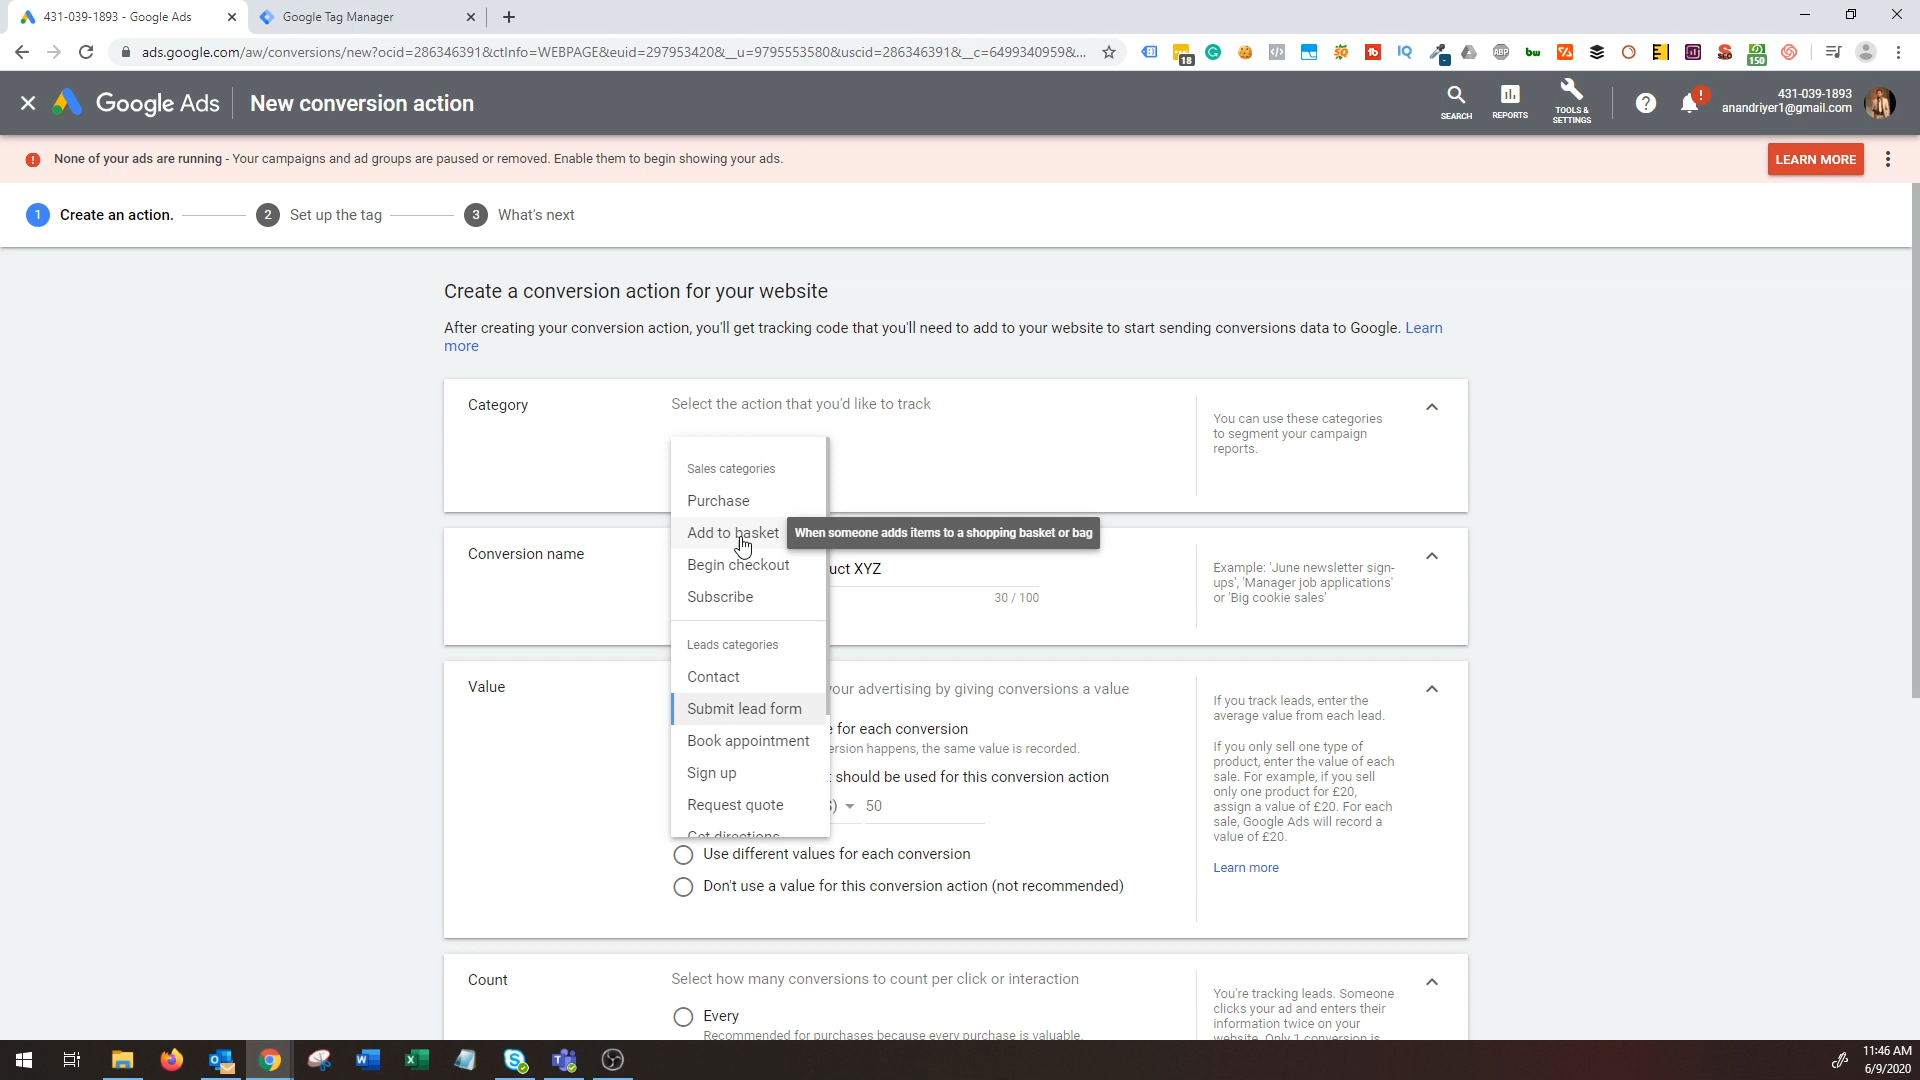 431-039-1893 - Google Ads
Google Tag Manager
ads.google.com/aw/conversions/new?ocid=286346391&ctInfo=WEBPAGE&euid=297953420&__u=9795553580&uscid=286346391&__c=6499340959&...
18
ABP
bw
SEO
150
Google Ads
New conversion action
SEARCH
REPORTS
TOOLS &
SETTINGS
431-039-1893
anandriyer1@gmail.com
None of your ads are running - Your campaigns and ad groups are paused or removed. Enable them to begin showing your ads.
LEARN MORE
1 Create an action.
2 Set up the tag
3 What's next
Create a conversion action for your website
After creating your conversion action, you'll get tracking code that you'll need to add to your website to start sending conversions data to Google. Learn
more
Category
Select the action that you'd like to track
You can use these categories
to segment your campaign
reports.
Sales categories
Purchase
Add to basket
When someone adds items to a shopping basket or bag
Begin checkout
Subscribe
Leads categories
Contact
Submit lead form
Book appointment
Sign up
Request quote
Get directions
Conversion name
uct XYZ
30 / 100
Example: 'June newsletter sign-
ups', 'Manager job applications'
or 'Big cookie sales'
Value
our advertising by giving conversions a value
for each conversion
ersion happens, the same value is recorded.
should be used for this conversion action
50
Use different values for each conversion
Don't use a value for this conversion action (not recommended)
If you track leads, enter the
average value from each lead.
If you only sell one type of
product, enter the value of each
sale. For example, if you sell
only one product for £20,
assign a value of £20. For each
sale, Google Ads will record a
value of £20.
Learn more
Count
Select how many conversions to count per click or interaction
Every
Recommended for purchases because every purchase is valuable.
You're tracking leads. Someone
clicks your ad and enters their
information twice on your
website. Only 1 conversion is
11:46 AM
6/9/2020